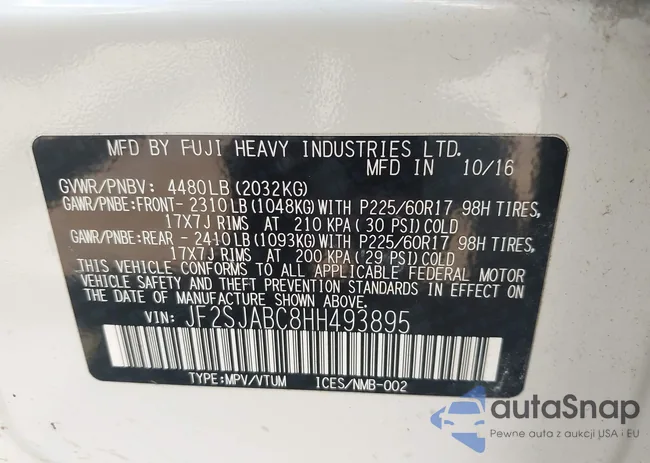 MFD BY FUJI HEAVY INDUSTRIES LTD.
MFD IN 10/16
GVWR/PNBV: 4480LB(2032KG)
GAWR/PNBE:FRONT- 2310LB(1048KG)WITH P225/60R17 98H TIRES,
17X7J RIMS AT 210 KPA( 30 PSI)COLD
GAWR/PNBE:REAR - 2410LB(1093KG)WITH P225/60R17 98H TIRES,
17X7J RIMS AT 200 KPA( 29 PSI)COLD
THIS VEHICLE CONFORMS TO ALL APPLICABLE FEDERAL MOTOR
VEHICLE SAFETY AND THEFT PREVENTION STANDARDS IN EFFECT
ON THE DATE OF MANUFACTURE SHOWN ABOVE.
VIN: JF2SJABC8HH493895
TYPE:MPV/VTUM ICES/NMB-002
autaSnap
Pewne auta z aukcji USA i EU